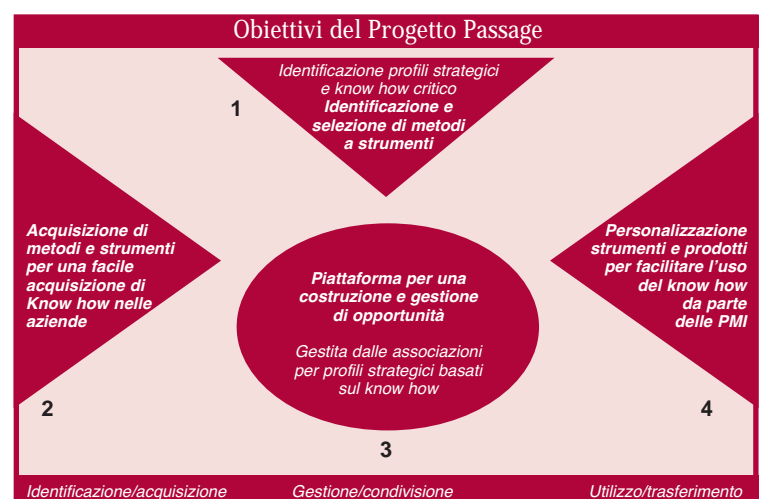 Obiettivi del Progetto Passage
Identificazione profili strategici
e know how critico
Identificazione e
selezione di metodi
a strumenti
1
Acquisizione di
metodi e strumenti
per una facile
acquisizione di
Know how nelle
aziende
2
Piattaforma per una
costruzione e gestione
di opportunità
Gestita dalle associazioni
per profili strategici basati
sul know how
3
Personalizzazione
strumenti e prodotti
per facilitare l'uso
del know how
da parte
delle PMI
4
Identificazione/acquisizione
Gestione/condivisione
Utilizzo/trasferimento